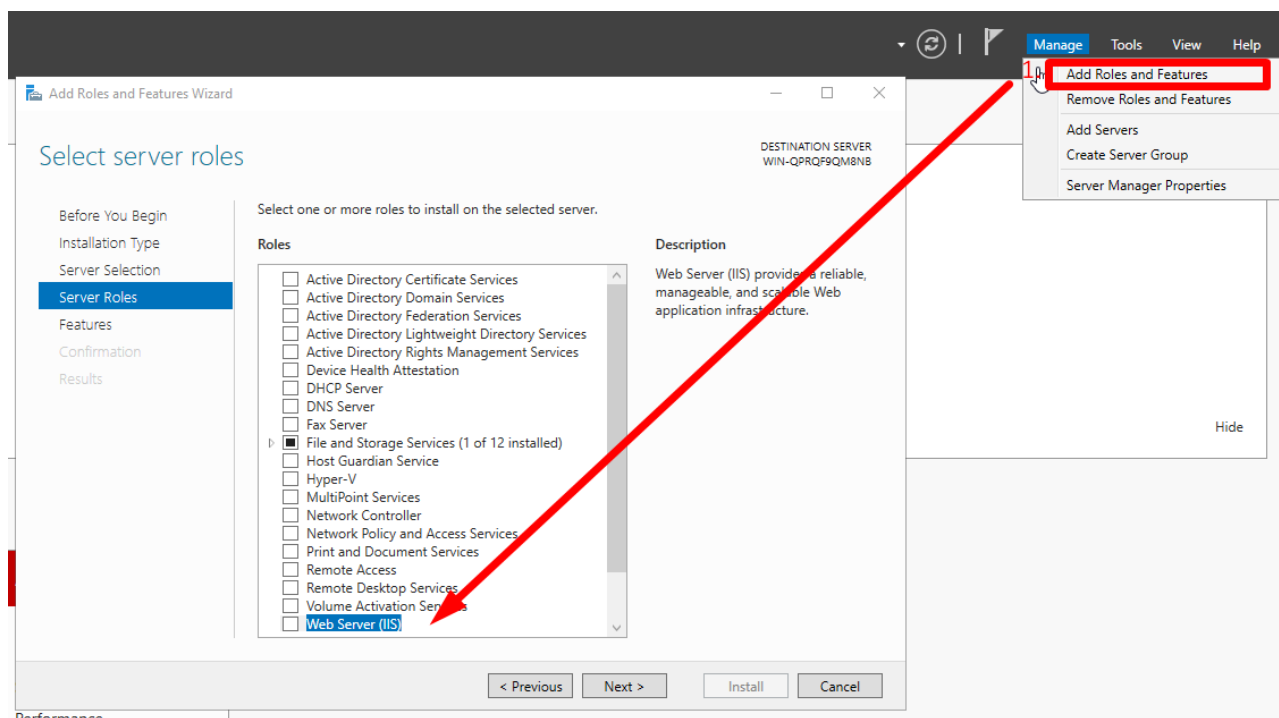 Manage Tools View Help
1
Add Roles and Features
Remove Roles and Features
Add Servers
Create Server Group
Server Manager Properties
Add Roles and Features Wizard
Select server roles
DESTINATION SERVER
WIN-QPRQF9QM8NB
Before You Begin
Installation Type
Server Selection
Server Roles
Features
Confirmation
Results
Select one or more roles to install on the selected server.
Roles
Active Directory Certificate Services
Active Directory Domain Services
Active Directory Federation Services
Active Directory Lightweight Directory Services
Active Directory Rights Management Services
Device Health Attestation
DHCP Server
DNS Server
Fax Server
File and Storage Services (1 of 12 installed)
Host Guardian Service
Hyper-V
MultiPoint Services
Network Controller
Network Policy and Access Services
Print and Document Services
Remote Access
Remote Desktop Services
Volume Activation Services
Web Server (IIS)
Description
Web Server (IIS) provides a reliable,
manageable, and scalable Web
application infrastructure.
Hide
< Previous
Next >
Install
Cancel
Performance